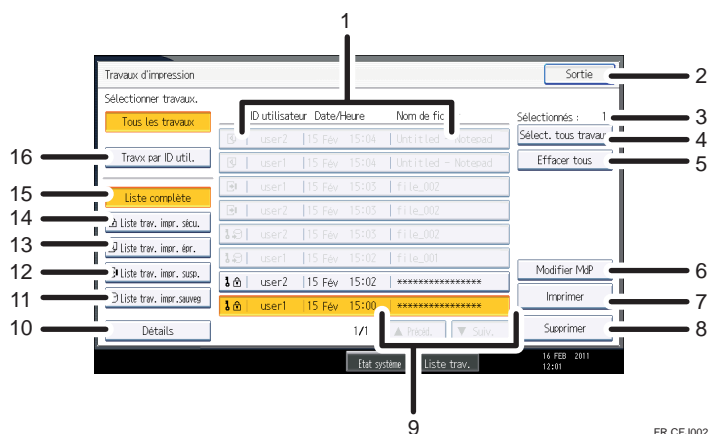 1
Travaux d'impression
Sortie
2
Sélectionner travaux.
ID utilisateur Date/Heure Nom de fic
Sélectionnés : 1
3
Tous les travaux
Sélect. tous travaux
4
user2 15 Fév 15:04 Untitled - Notepad
16
Travx par ID util.
user1 15 Fév 15:04 Untitled - Notepad
Effacer tous
5
15
Liste complète
user1 15 Fév 15:03 file_002
14
Liste trav. impr. sécu.
user2 15 Fév 15:03 file_002
13
Liste trav. impr. épr.
user2 15 Fév 15:03 file_002
12
Liste trav. impr. susp.
user1 15 Fév 15:02 file_001
Modifier MdP
6
11
Liste trav. impr.sauveg
user2 15 Fév 15:02 ****************
Imprimer
7
user1 15 Fév 15:00 ****************
10
Détails
1/1
▲ Précéd.
▼ Suiv.
Supprimer
8
Etat système
Liste trav.
16 FEB 2011
12:01
9
FR CFJ002